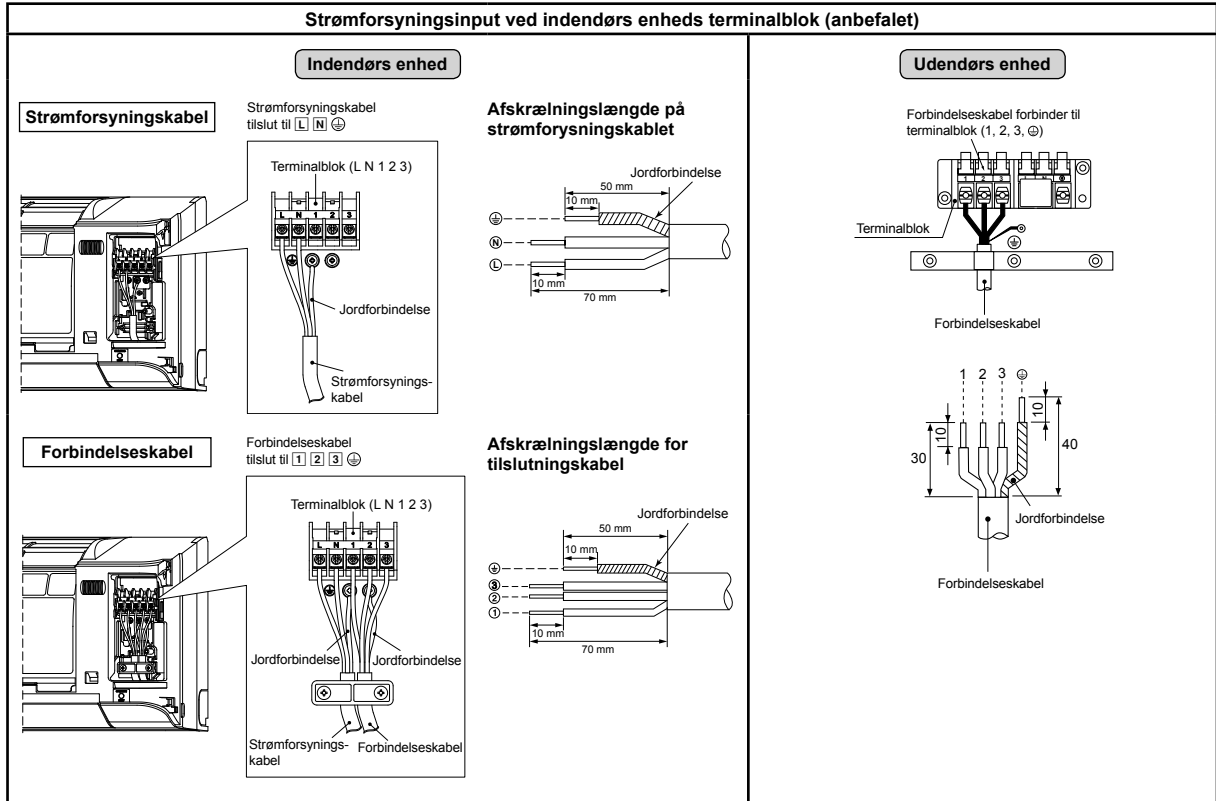 Strømforsyningsinput ved indendørs enheds terminalblok (anbefalet)
Indendørs enhed
Strømforsyningskabel
Strømforsyningskabel
tilslut til L N ⏚
Terminalblok (L N 1 2 3)
L N 1 2 3
Jordforbindelse
Strømforsynings-
kabel
Afskrælningslængde på
strømforysningskablet
Jordforbindelse
50 mm
10 mm
⏚
N
L
10 mm
70 mm
Forbindelseskabel
Forbindelseskabel
tilslut til 1 2 3 ⏚
Terminalblok (L N 1 2 3)
L N 1 2 3
Jordforbindelse
Jordforbindelse
Strømforsynings-
kabel
Forbindelseskabel
Afskrælningslængde for
tilslutningskabel
Jordforbindelse
50 mm
10 mm
⏚
3
2
1
10 mm
70 mm
Udendørs enhed
Forbindelseskabel forbinder til
terminalblok (1, 2, 3, ⏚)
1 2 3
Terminalblok
⏚
Forbindelseskabel
1 2 3 ⏚
10
10
30
40
Jordforbindelse
Forbindelseskabel